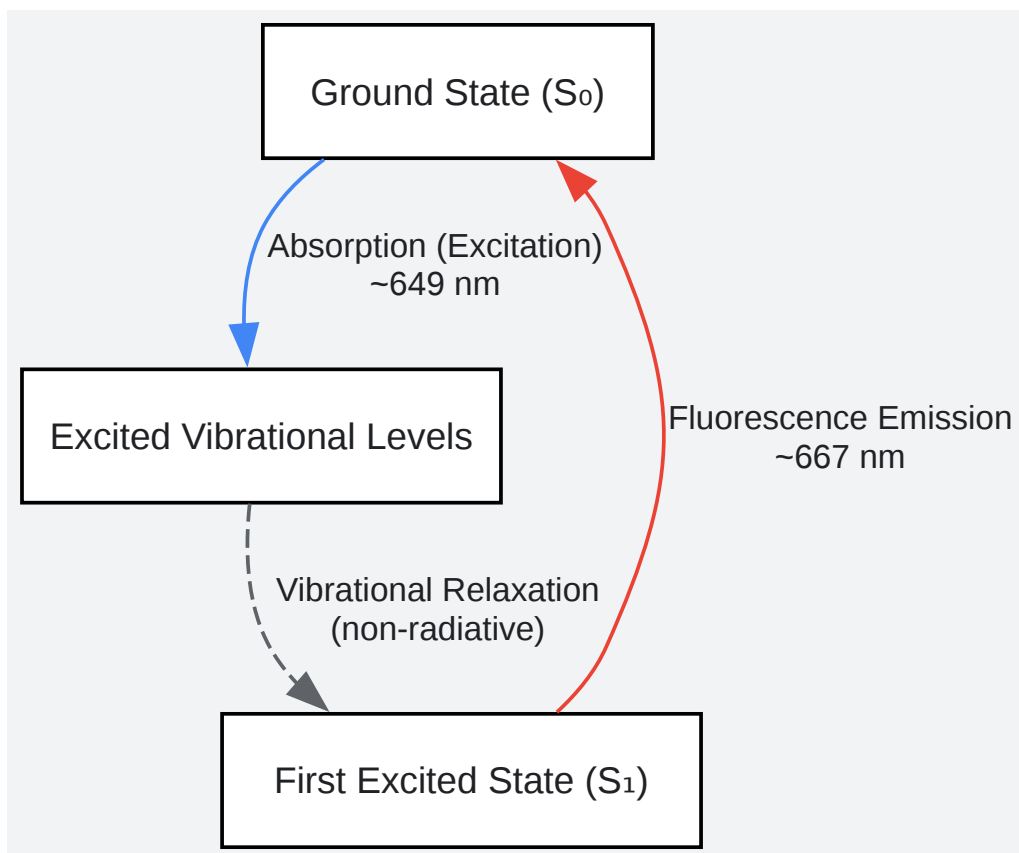 Ground State (S₀)
Absorption (Excitation)
~649 nm
Excited Vibrational Levels
Fluorescence Emission
~667 nm
Vibrational Relaxation
(non-radiative)
First Excited State (S₁)